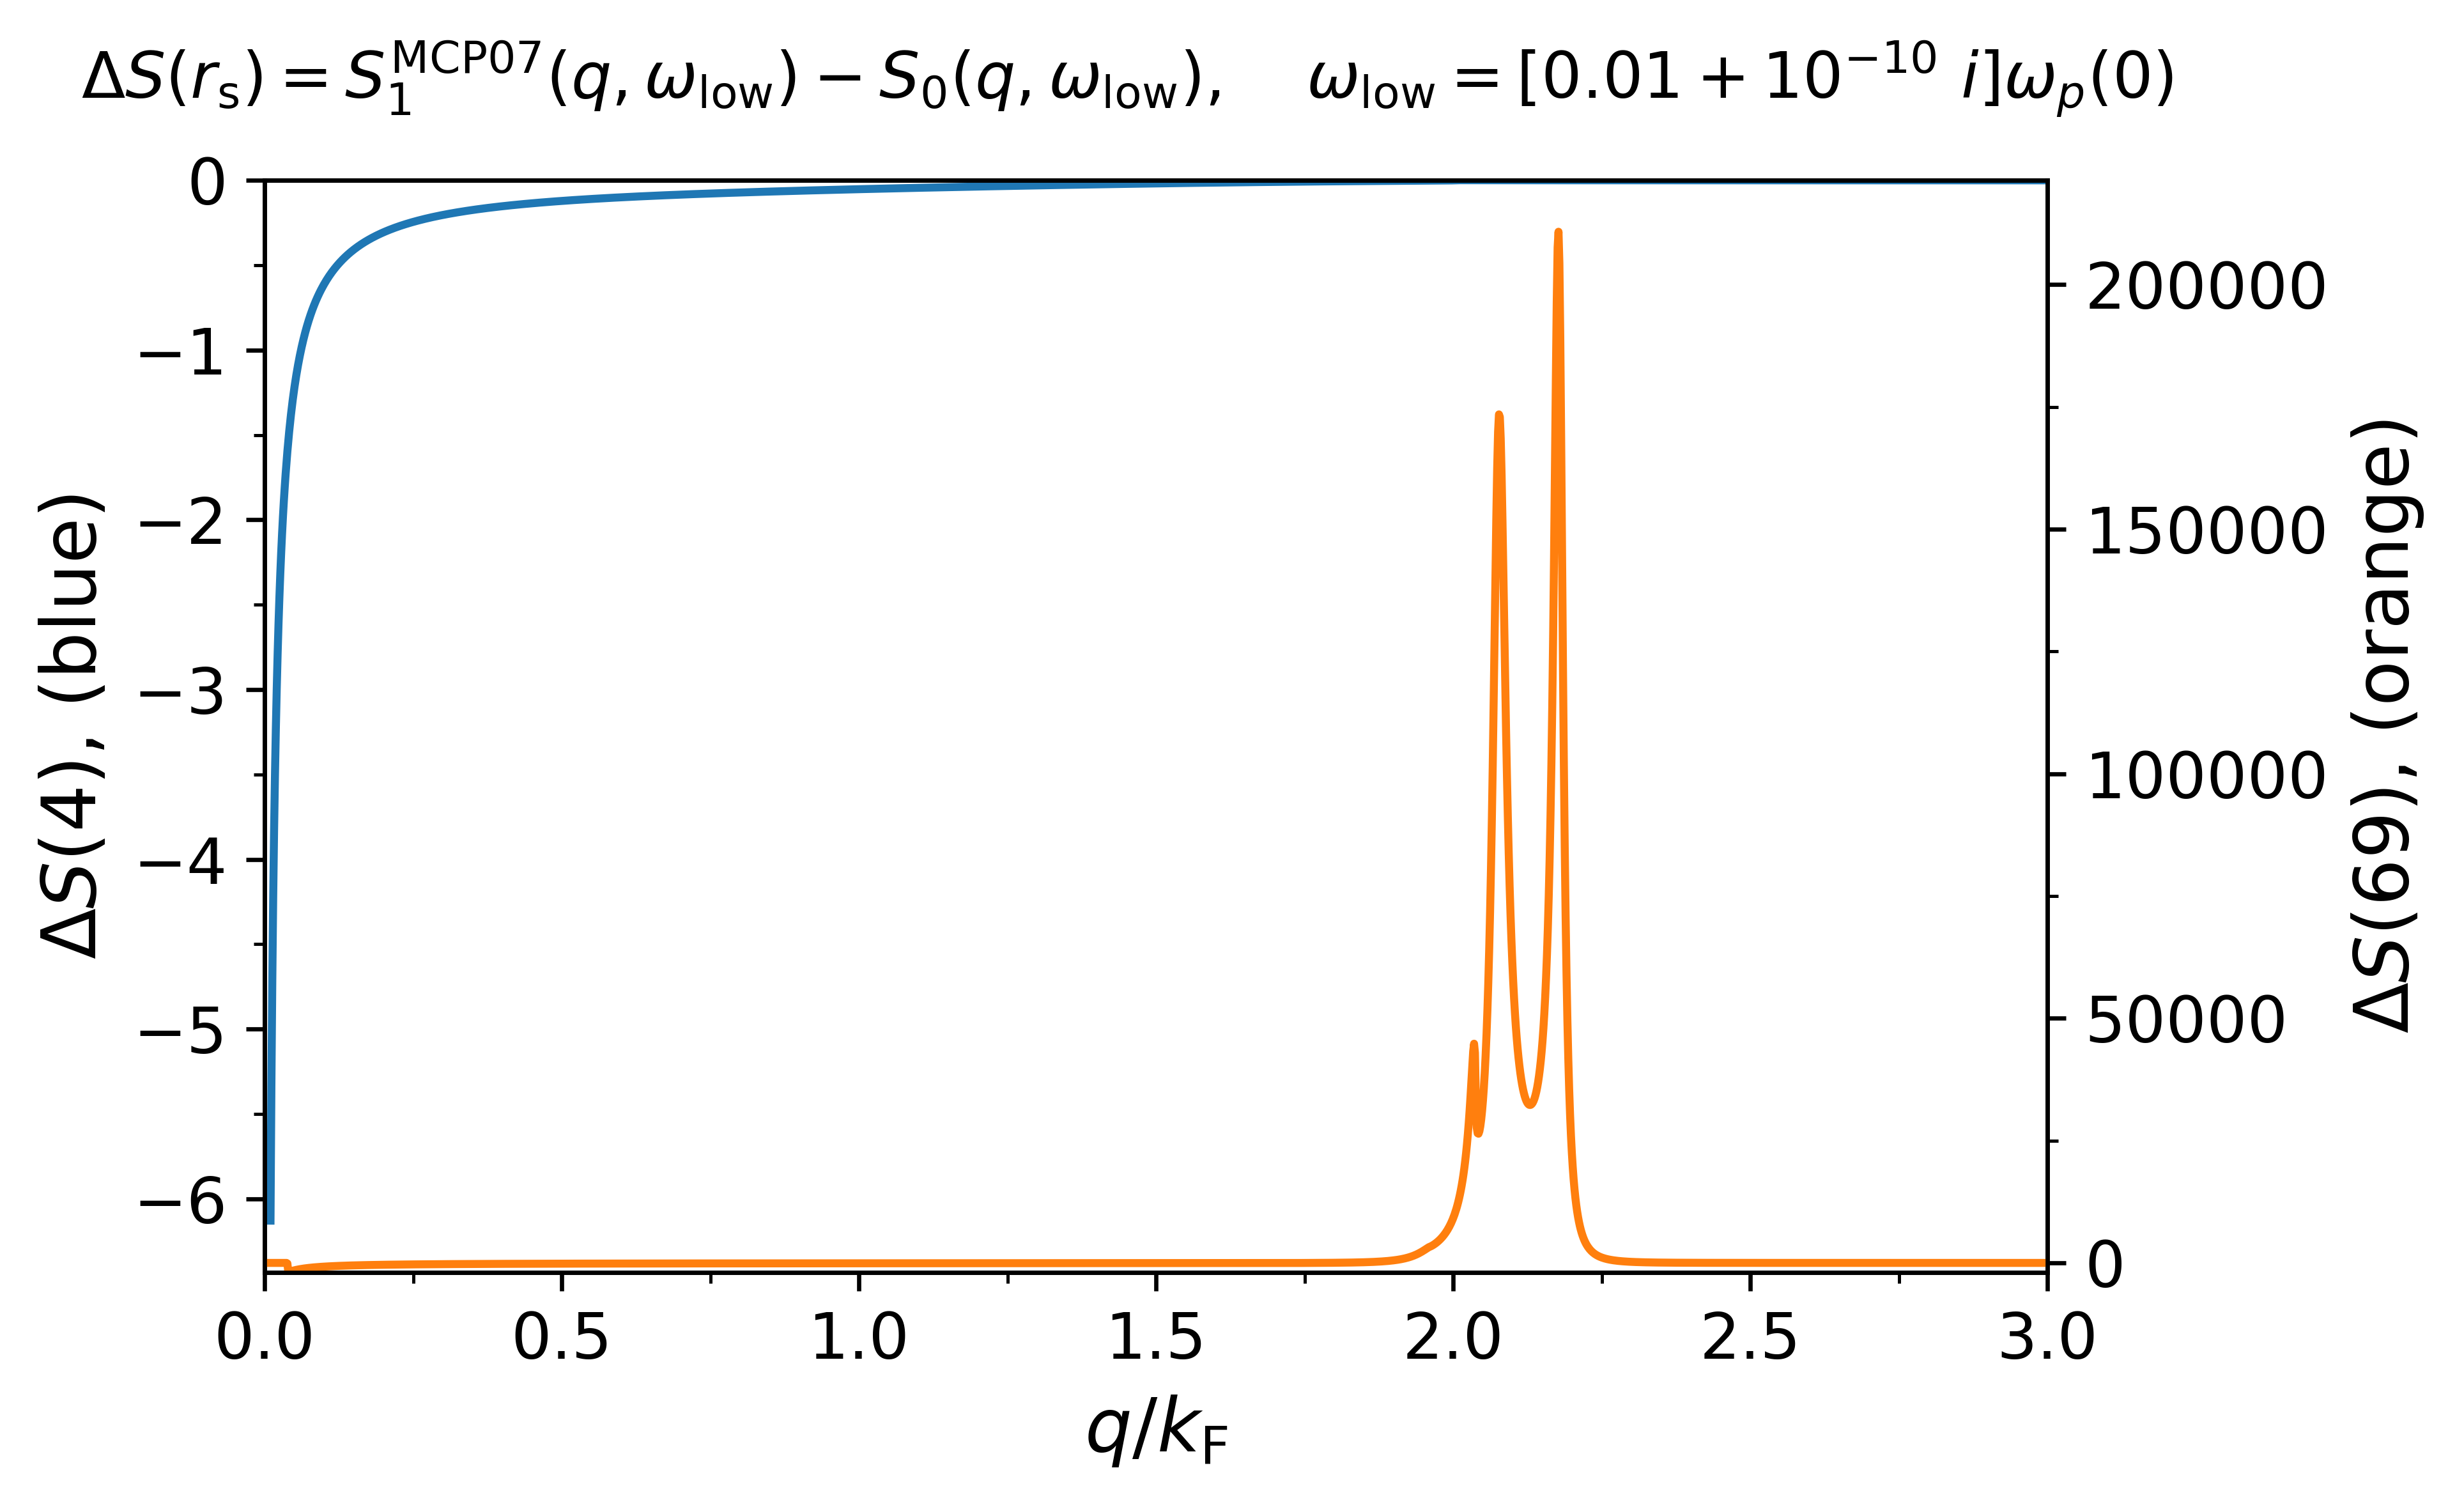 ΔS(r_s) = S_1^MCP07(q, ω_low) − S_0(q, ω_low),   ω_low = [0.01 + 10^−10 i]ω_p(0)
0
−1
−2
−3
−4
−5
−6
ΔS(4), (blue)
200000
150000
100000
50000
0
ΔS(69), (orange)
0.0 0.5 1.0 1.5 2.0 2.5 3.0
q/k_F